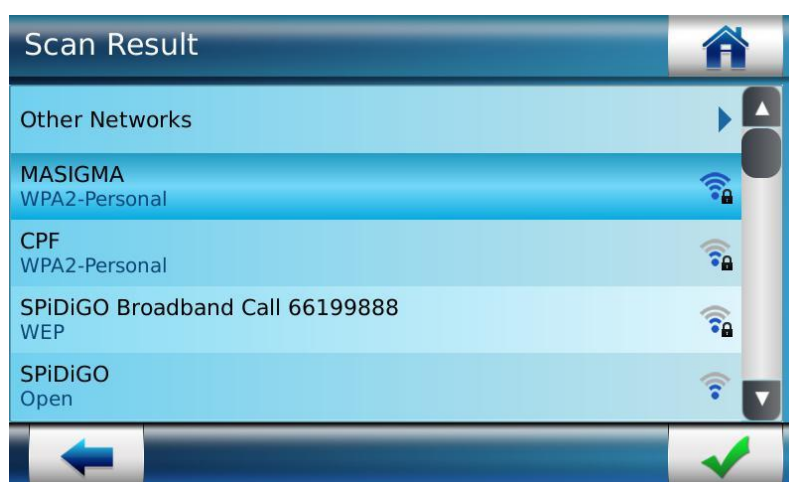 Scan Result
Other Networks
MASIGMA
WPA2-Personal
CPF
WPA2-Personal
SPiDiGO Broadband Call 66199888
WEP
SPiDiGO
Open